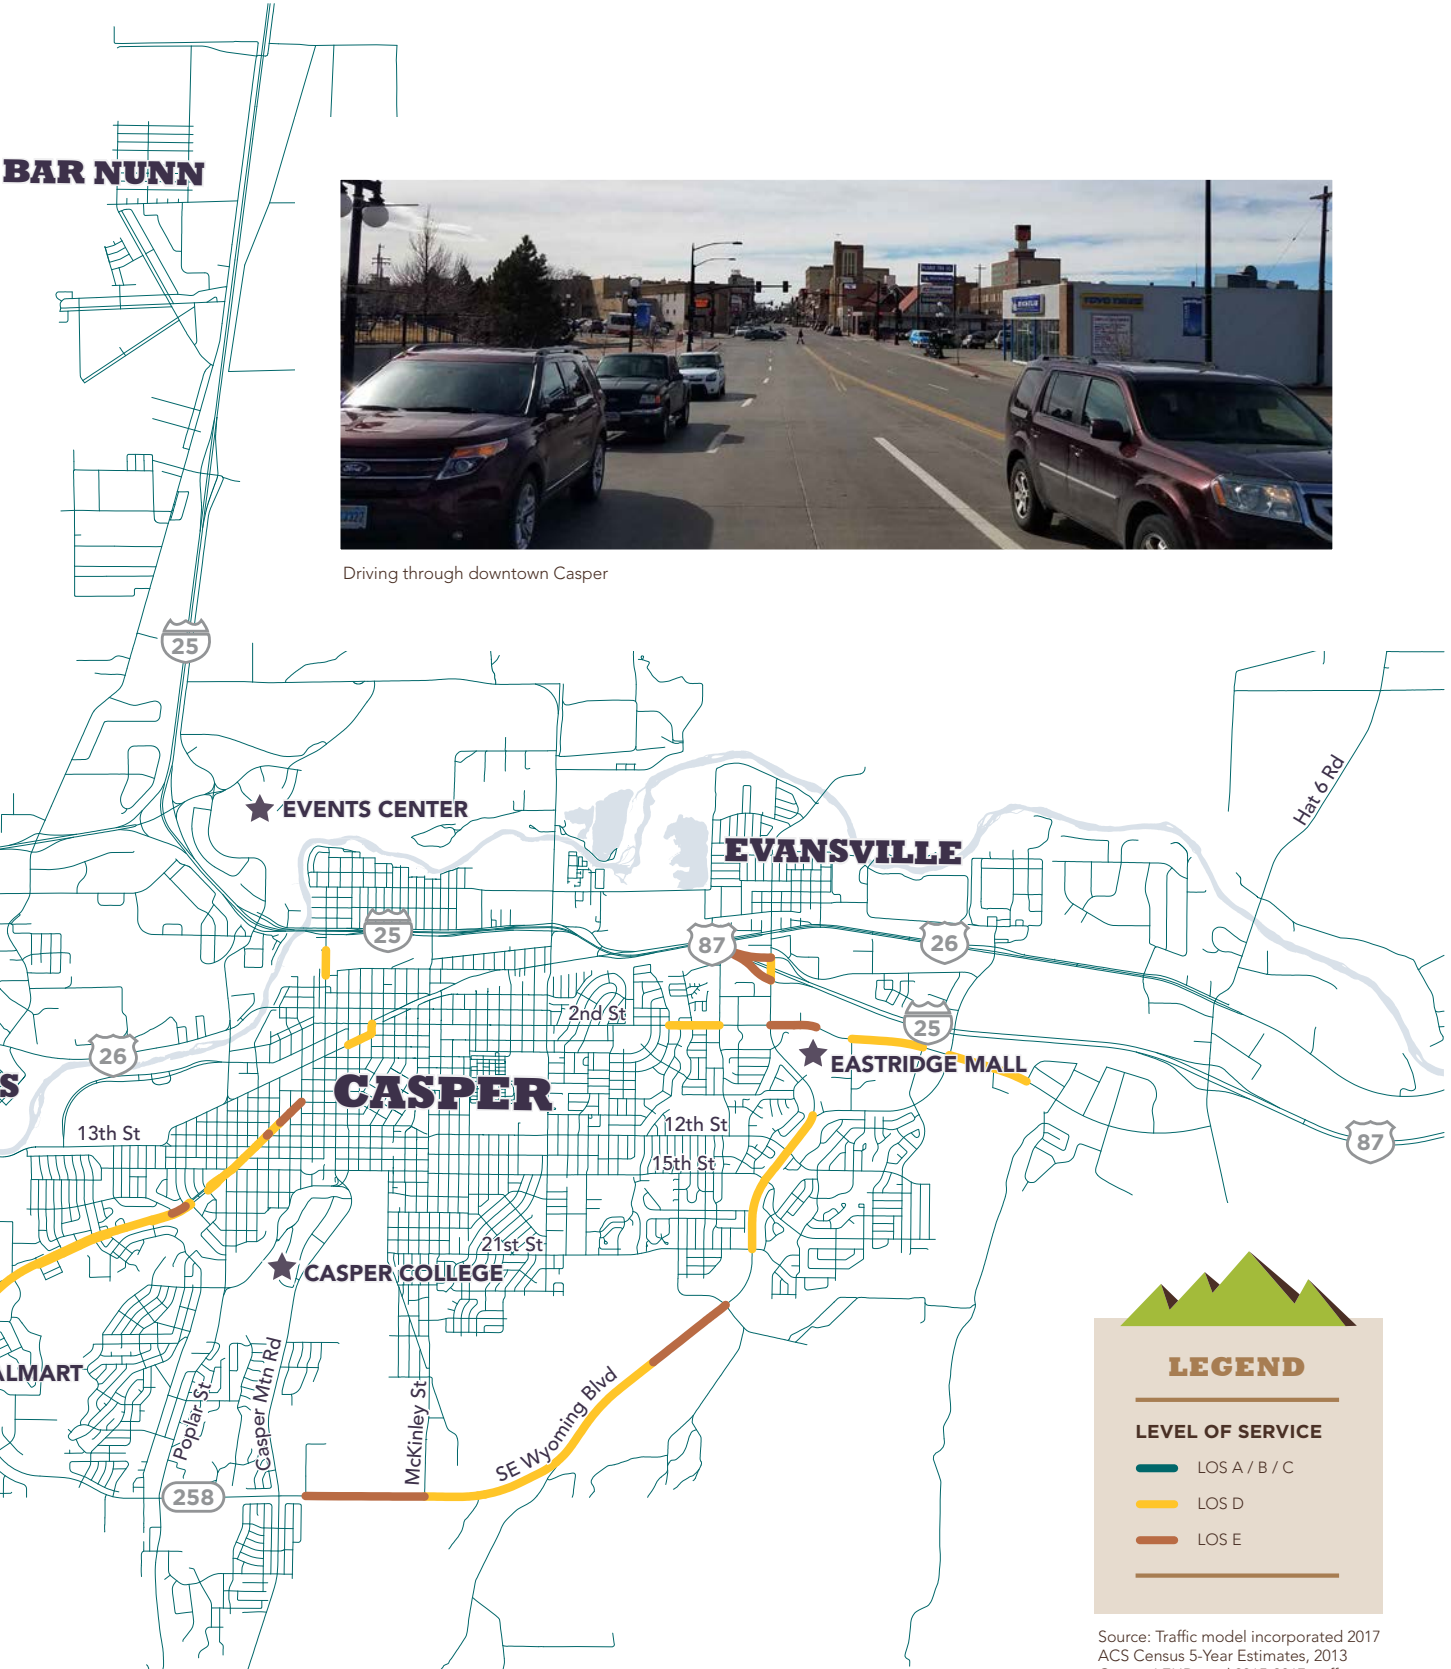 BAR NUNN
Driving through downtown Casper
25
EVENTS CENTER
Hat 6 Rd
EVANSVILLE
25
87
26
2nd St
25
26
EASTRIDGE MALL
S
CASPER
13th St
12th St
87
15th St
21st St
CASPER COLLEGE
ALMART
Poplar St
Casper Mtn Rd
McKinley St
SE Wyoming Blvd
258
LEGEND
LEVEL OF SERVICE
LOS A / B / C
LOS D
LOS E
Source: Traffic model incorporated 2017
ACS Census 5-Year Estimates, 2013